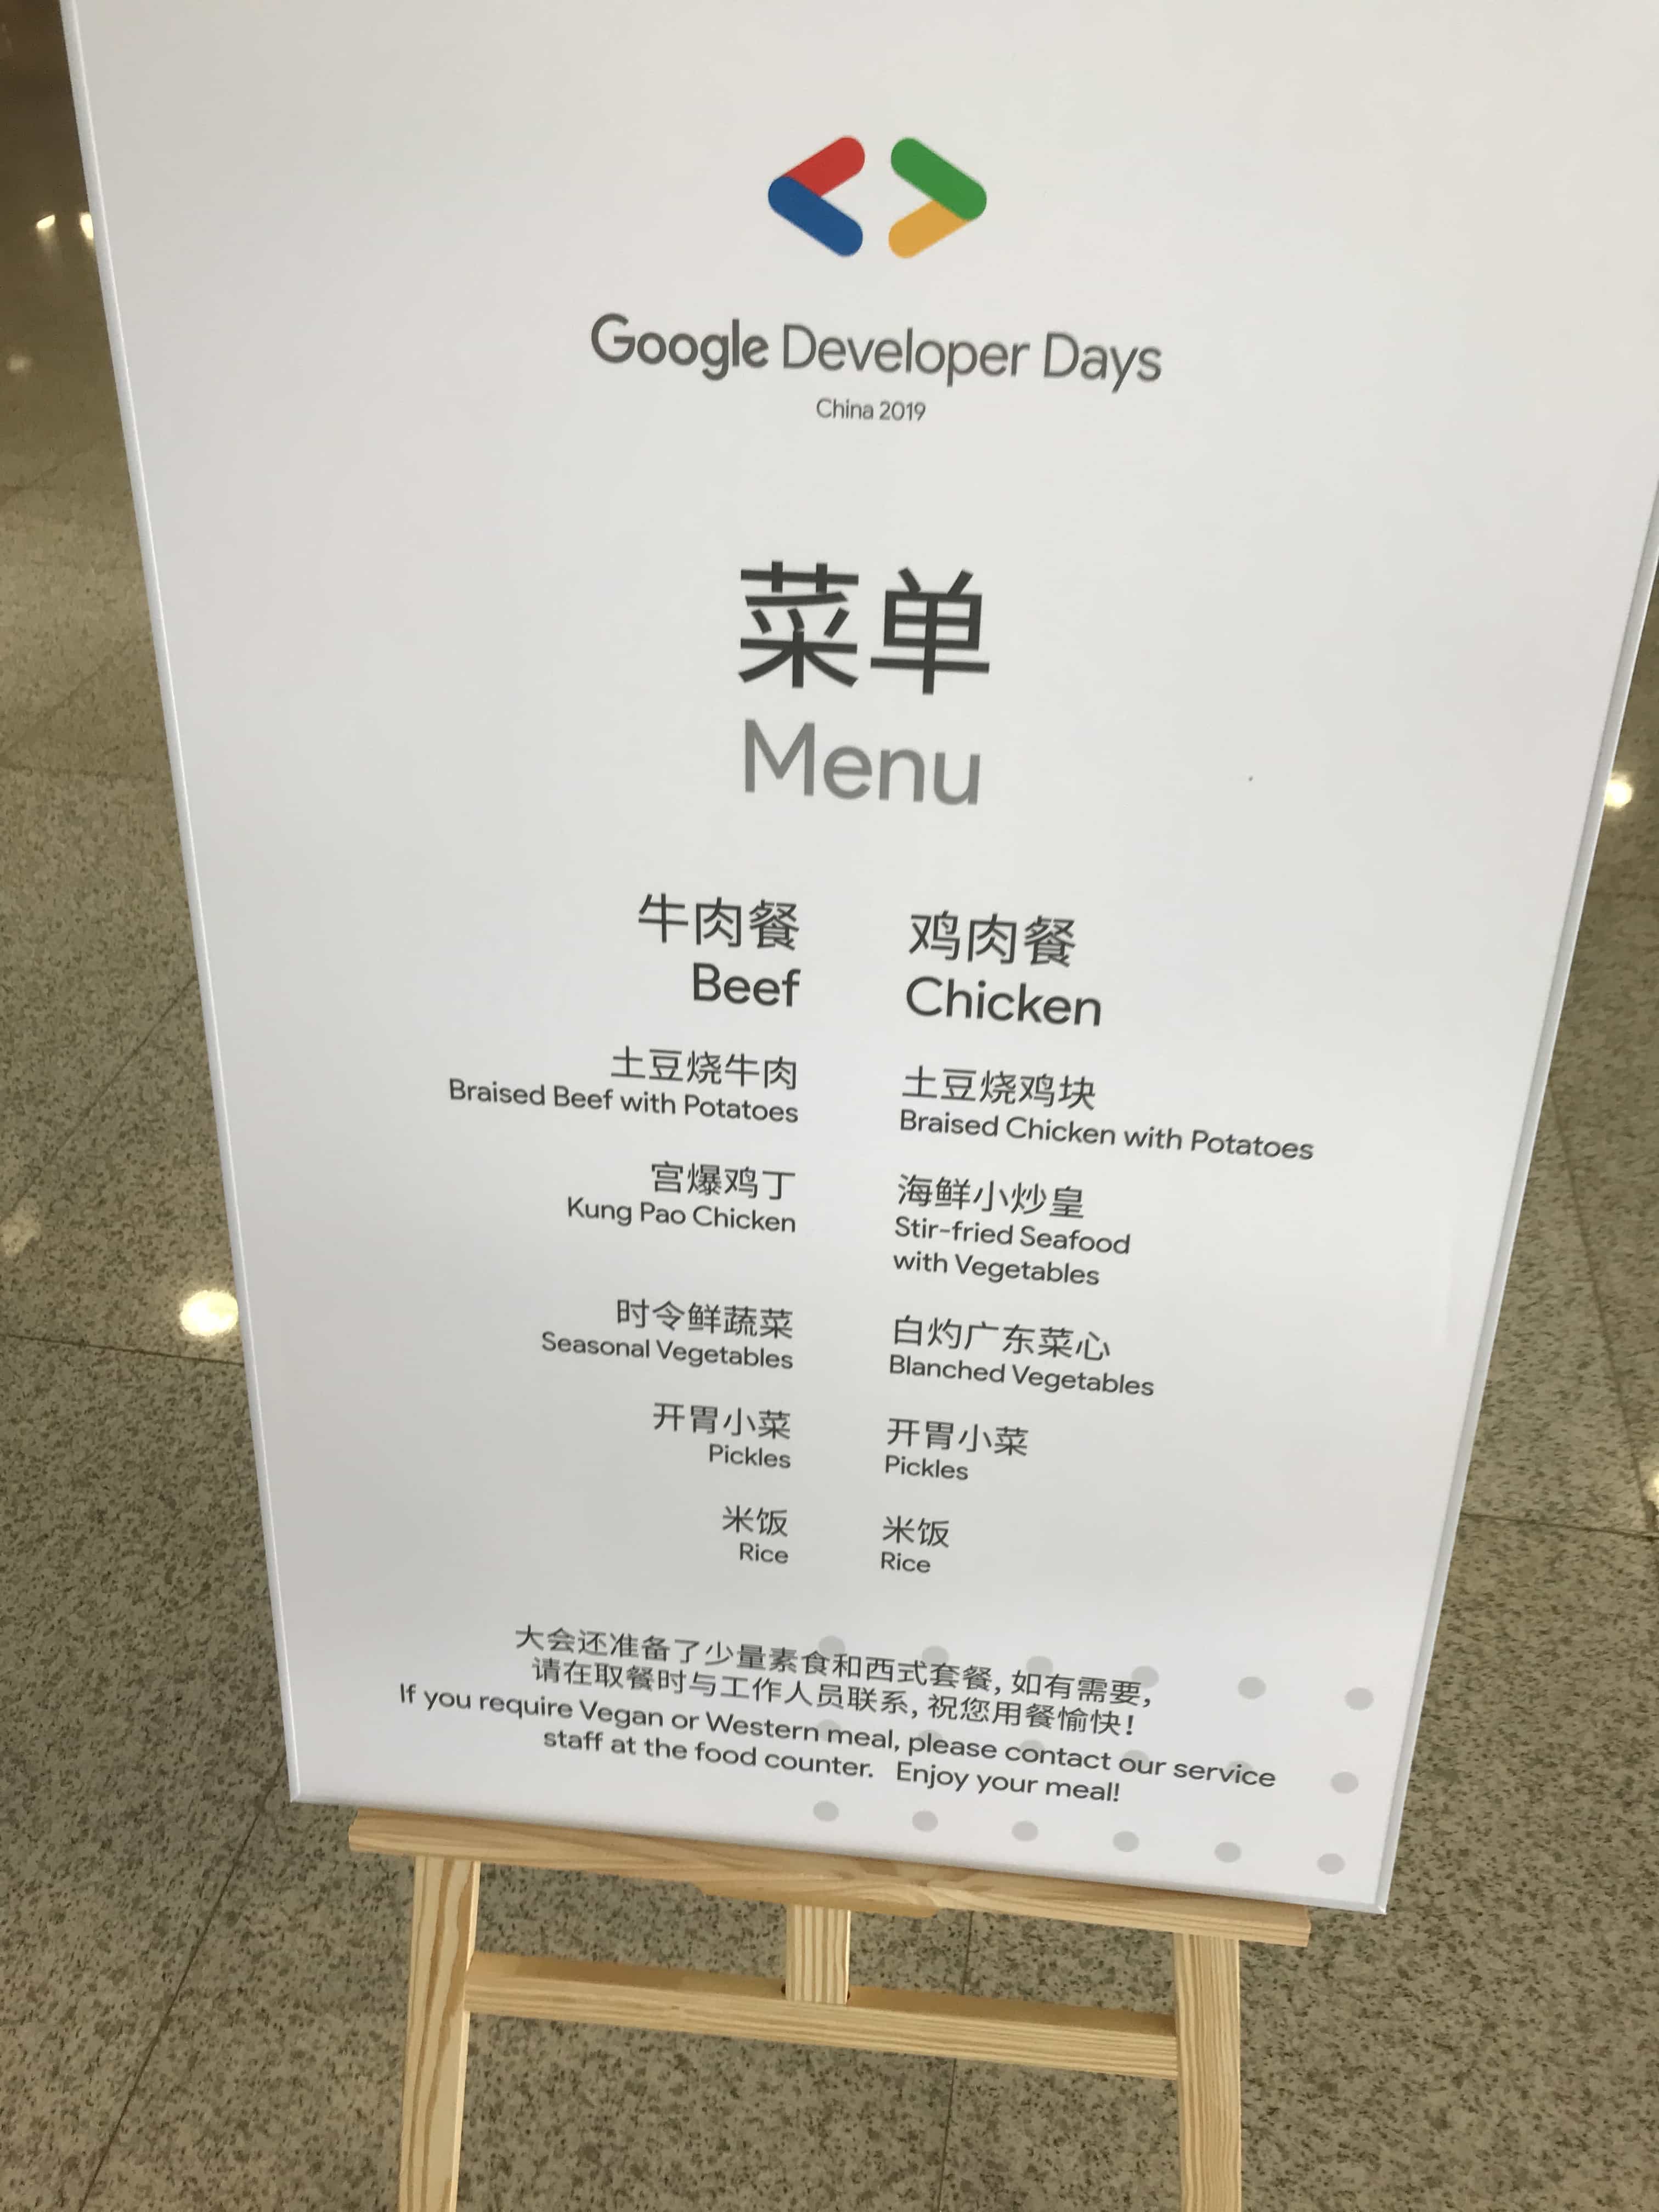 Google Developer Days
China 2019
菜单
Menu
牛肉餐
Beef
土豆烧牛肉
Braised Beef with Potatoes
宫爆鸡丁
Kung Pao Chicken
时令鲜蔬菜
Seasonal Vegetables
开胃小菜
Pickles
米饭
Rice
鸡肉餐
Chicken
土豆烧鸡块
Braised Chicken with Potatoes
海鲜小炒皇
Stir-fried Seafood
with Vegetables
白灼广东菜心
Blanched Vegetables
开胃小菜
Pickles
米饭
Rice
大会还准备了少量素食和西式套餐, 如有需要,
请在取餐时与工作人员联系, 祝您用餐愉快!
If you require Vegan or Western meal, please contact our service
staff at the food counter. Enjoy your meal!